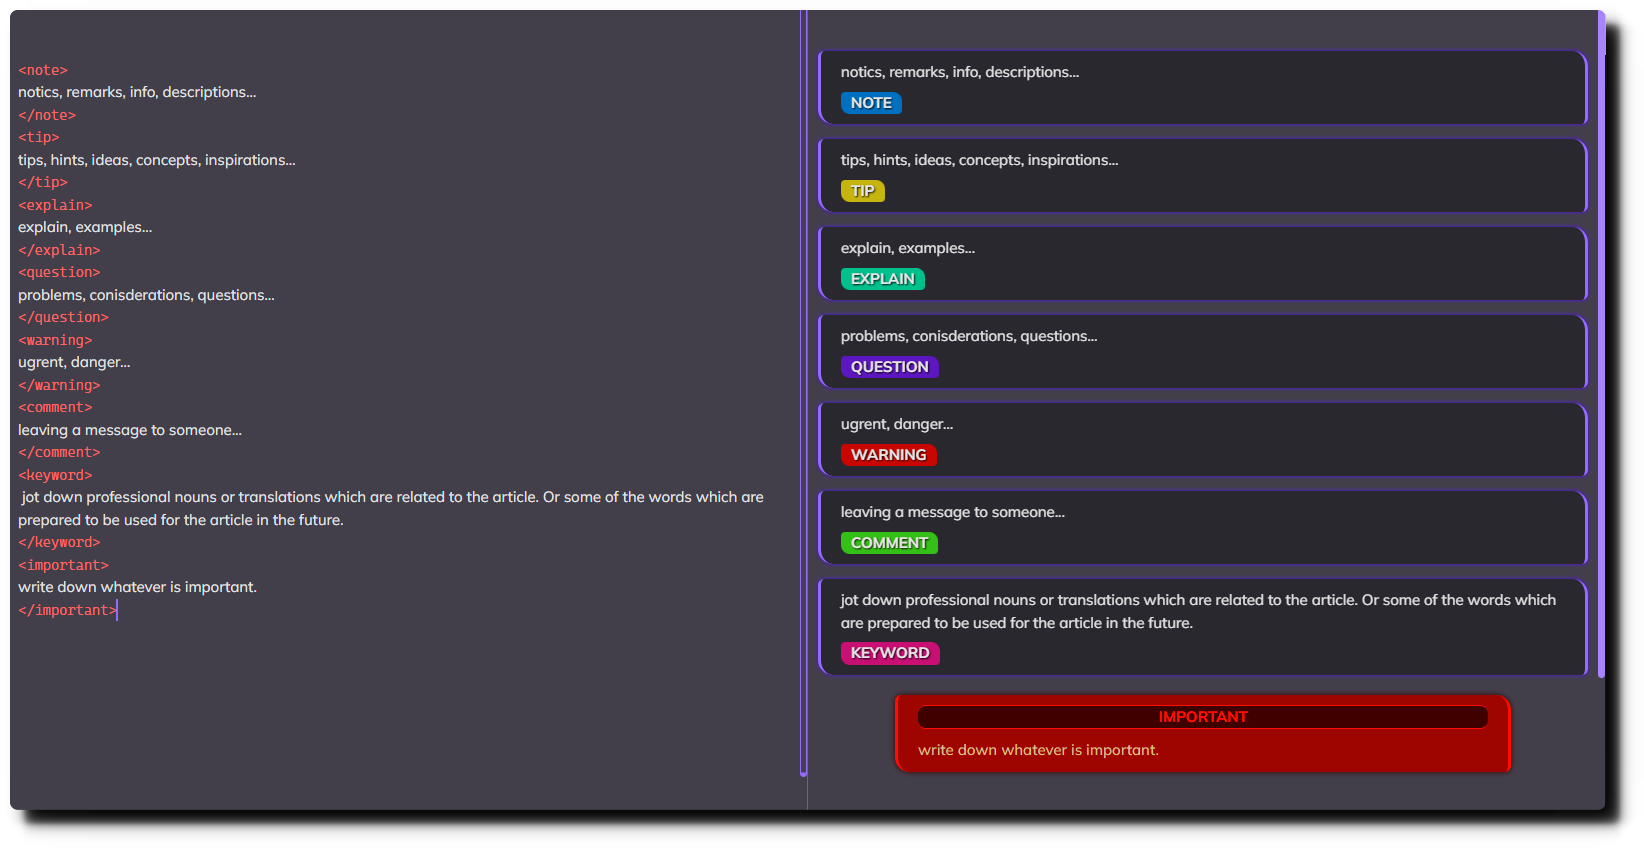 <note>
notics, remarks, info, descriptions...
</note>
<tip>
tips, hints, ideas, concepts, inspirations...
</tip>
<explain>
explain, examples...
</explain>
<question>
problems, conisderations, questions...
</question>
<warning>
ugrent, danger...
</warning>
<comment>
leaving a message to someone...
</comment>
<keyword>
jot down professional nouns or translations which are related to the article. Or some of the words which are
prepared to be used for the article in the future.
</keyword>
<important>
write down whatever is important.
</important>
notics, remarks, info, descriptions...
NOTE
tips, hints, ideas, concepts, inspirations...
TIP
explain, examples...
EXPLAIN
problems, conisderations, questions...
QUESTION
ugrent, danger...
WARNING
leaving a message to someone...
COMMENT
jot down professional nouns or translations which are related to the article. Or some of the words which
are prepared to be used for the article in the future.
KEYWORD
IMPORTANT
write down whatever is important.